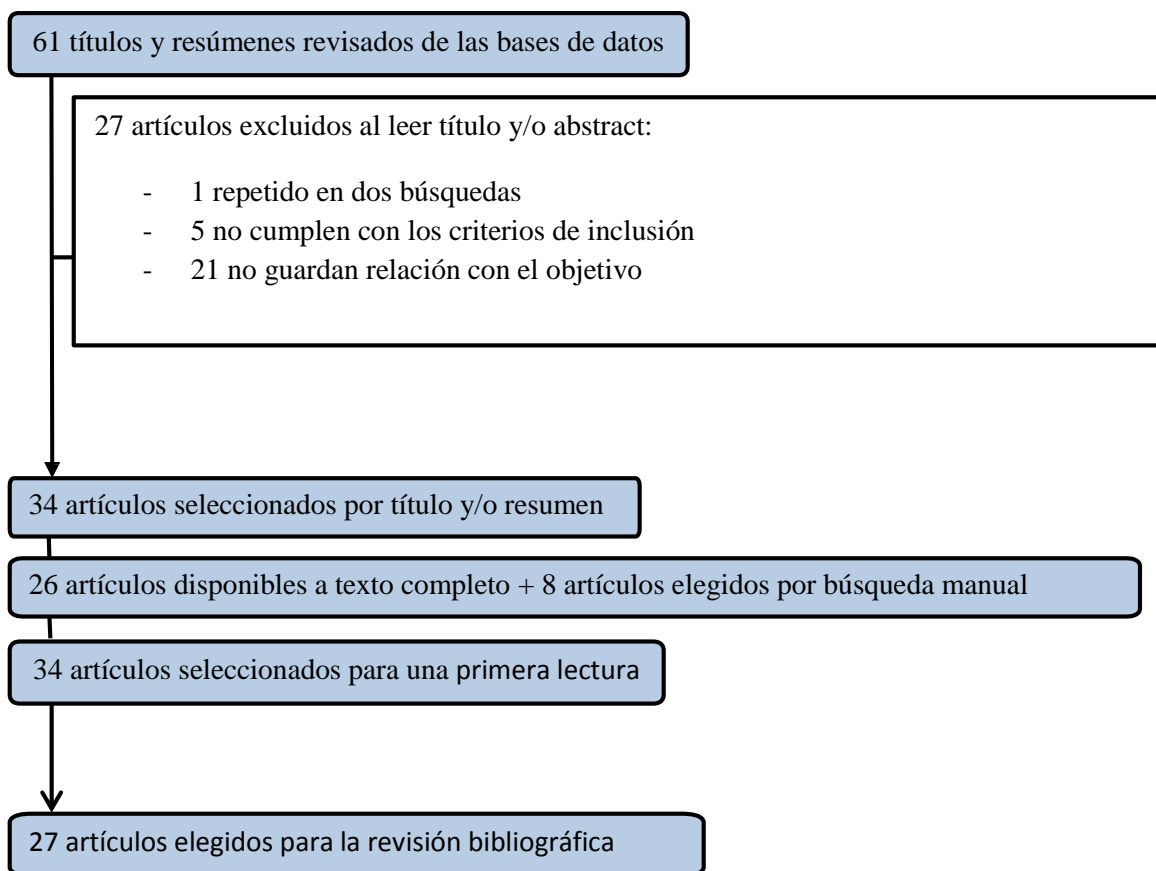 61 títulos y resúmenes revisados de las bases de datos
27 artículos excluidos al leer título y/o abstract:
- 1 repetido en dos búsquedas
- 5 no cumplen con los criterios de inclusión
- 21 no guardan relación con el objetivo
34 artículos seleccionados por título y/o resumen
26 artículos disponibles a texto completo + 8 artículos elegidos por búsqueda manual
34 artículos seleccionados para una primera lectura
27 artículos elegidos para la revisión bibliográfica